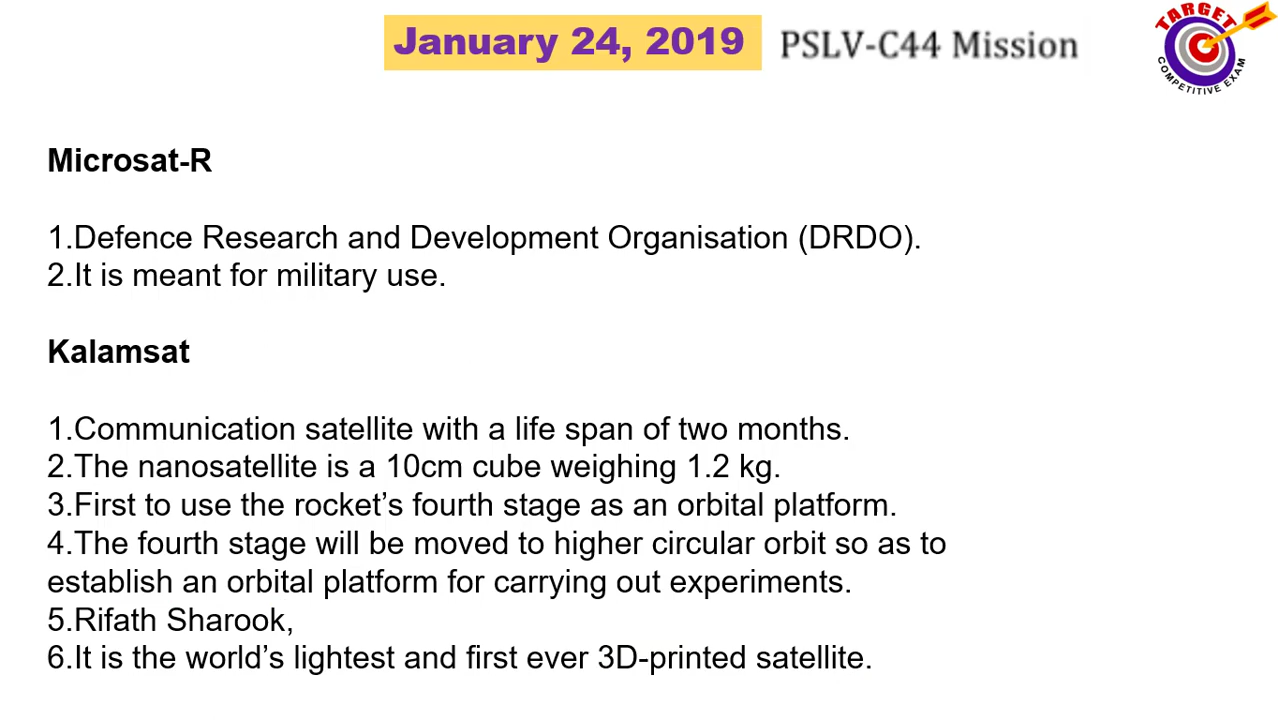 January 24, 2019 PSLV-C44 Mission
TARGET
COMPETITIVE EXAM
Microsat-R
1.Defence Research and Development Organisation (DRDO).
2.It is meant for military use.
Kalamsat
1.Communication satellite with a life span of two months.
2.The nanosatellite is a 10cm cube weighing 1.2 kg.
3.First to use the rocket’s fourth stage as an orbital platform.
4.The fourth stage will be moved to higher circular orbit so as to
establish an orbital platform for carrying out experiments.
5.Rifath Sharook,
6.It is the world’s lightest and first ever 3D-printed satellite.